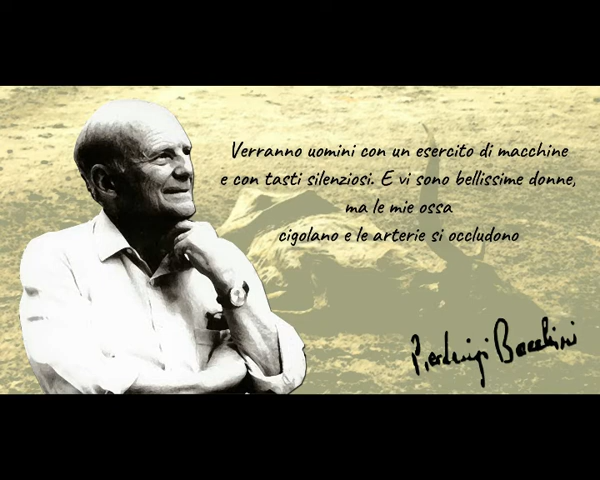 Verranno uomini con un esercito di macchine
e con tasti silenziosi. E vi sono bellissime donne,
ma le mie ossa
cigolano e le arterie si occludono
Pierluigi Bacchini